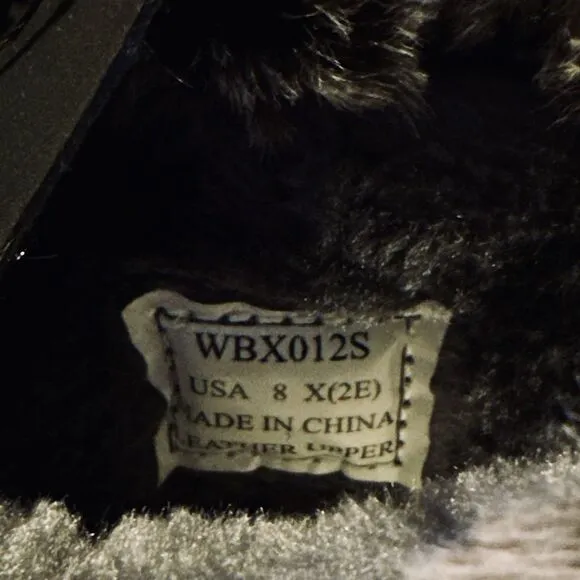 WBX012S
USA 8 X(2E)
MADE IN CHINA
LEATHER UPPER